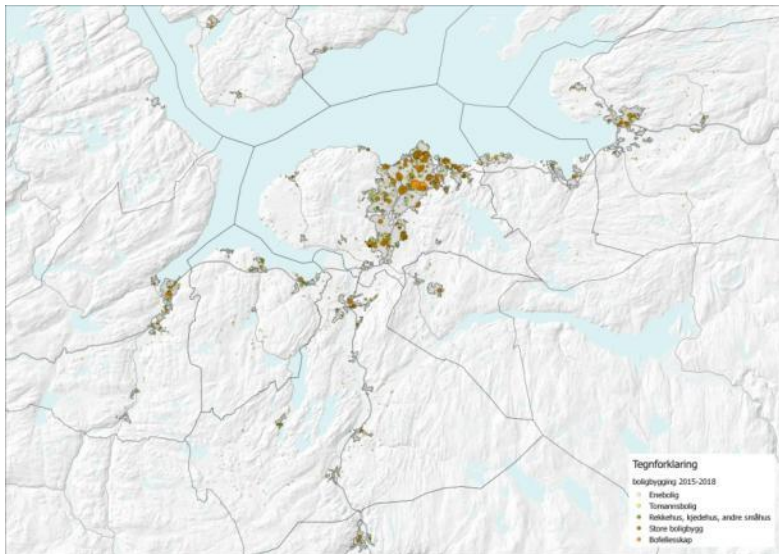 Tegnforklaring
boligbygging 2015-2018
Enebolig
Tomannsbolig
Rekkehus, kjedehus, andre småhus
Store boligbygg
Bofellesskap